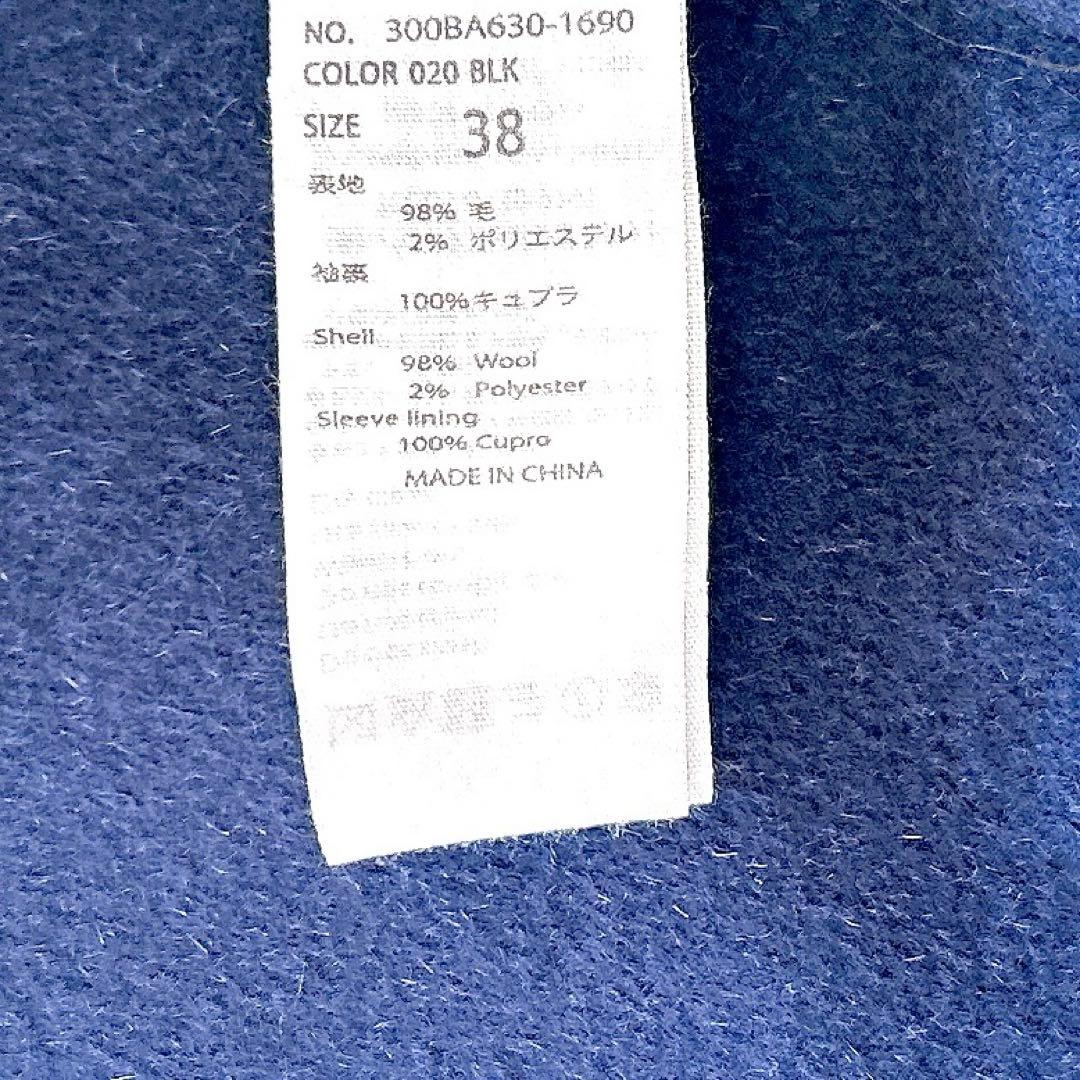 NO. 300BA630-1690
COLOR 020 BLK
SIZE 38
表地
98% 毛
2% ポリエステル
袖裏
100%キュプラ
Shell
98% Wool
2% Polyester
Sleeve lining
100% Cupra
MADE IN CHINA